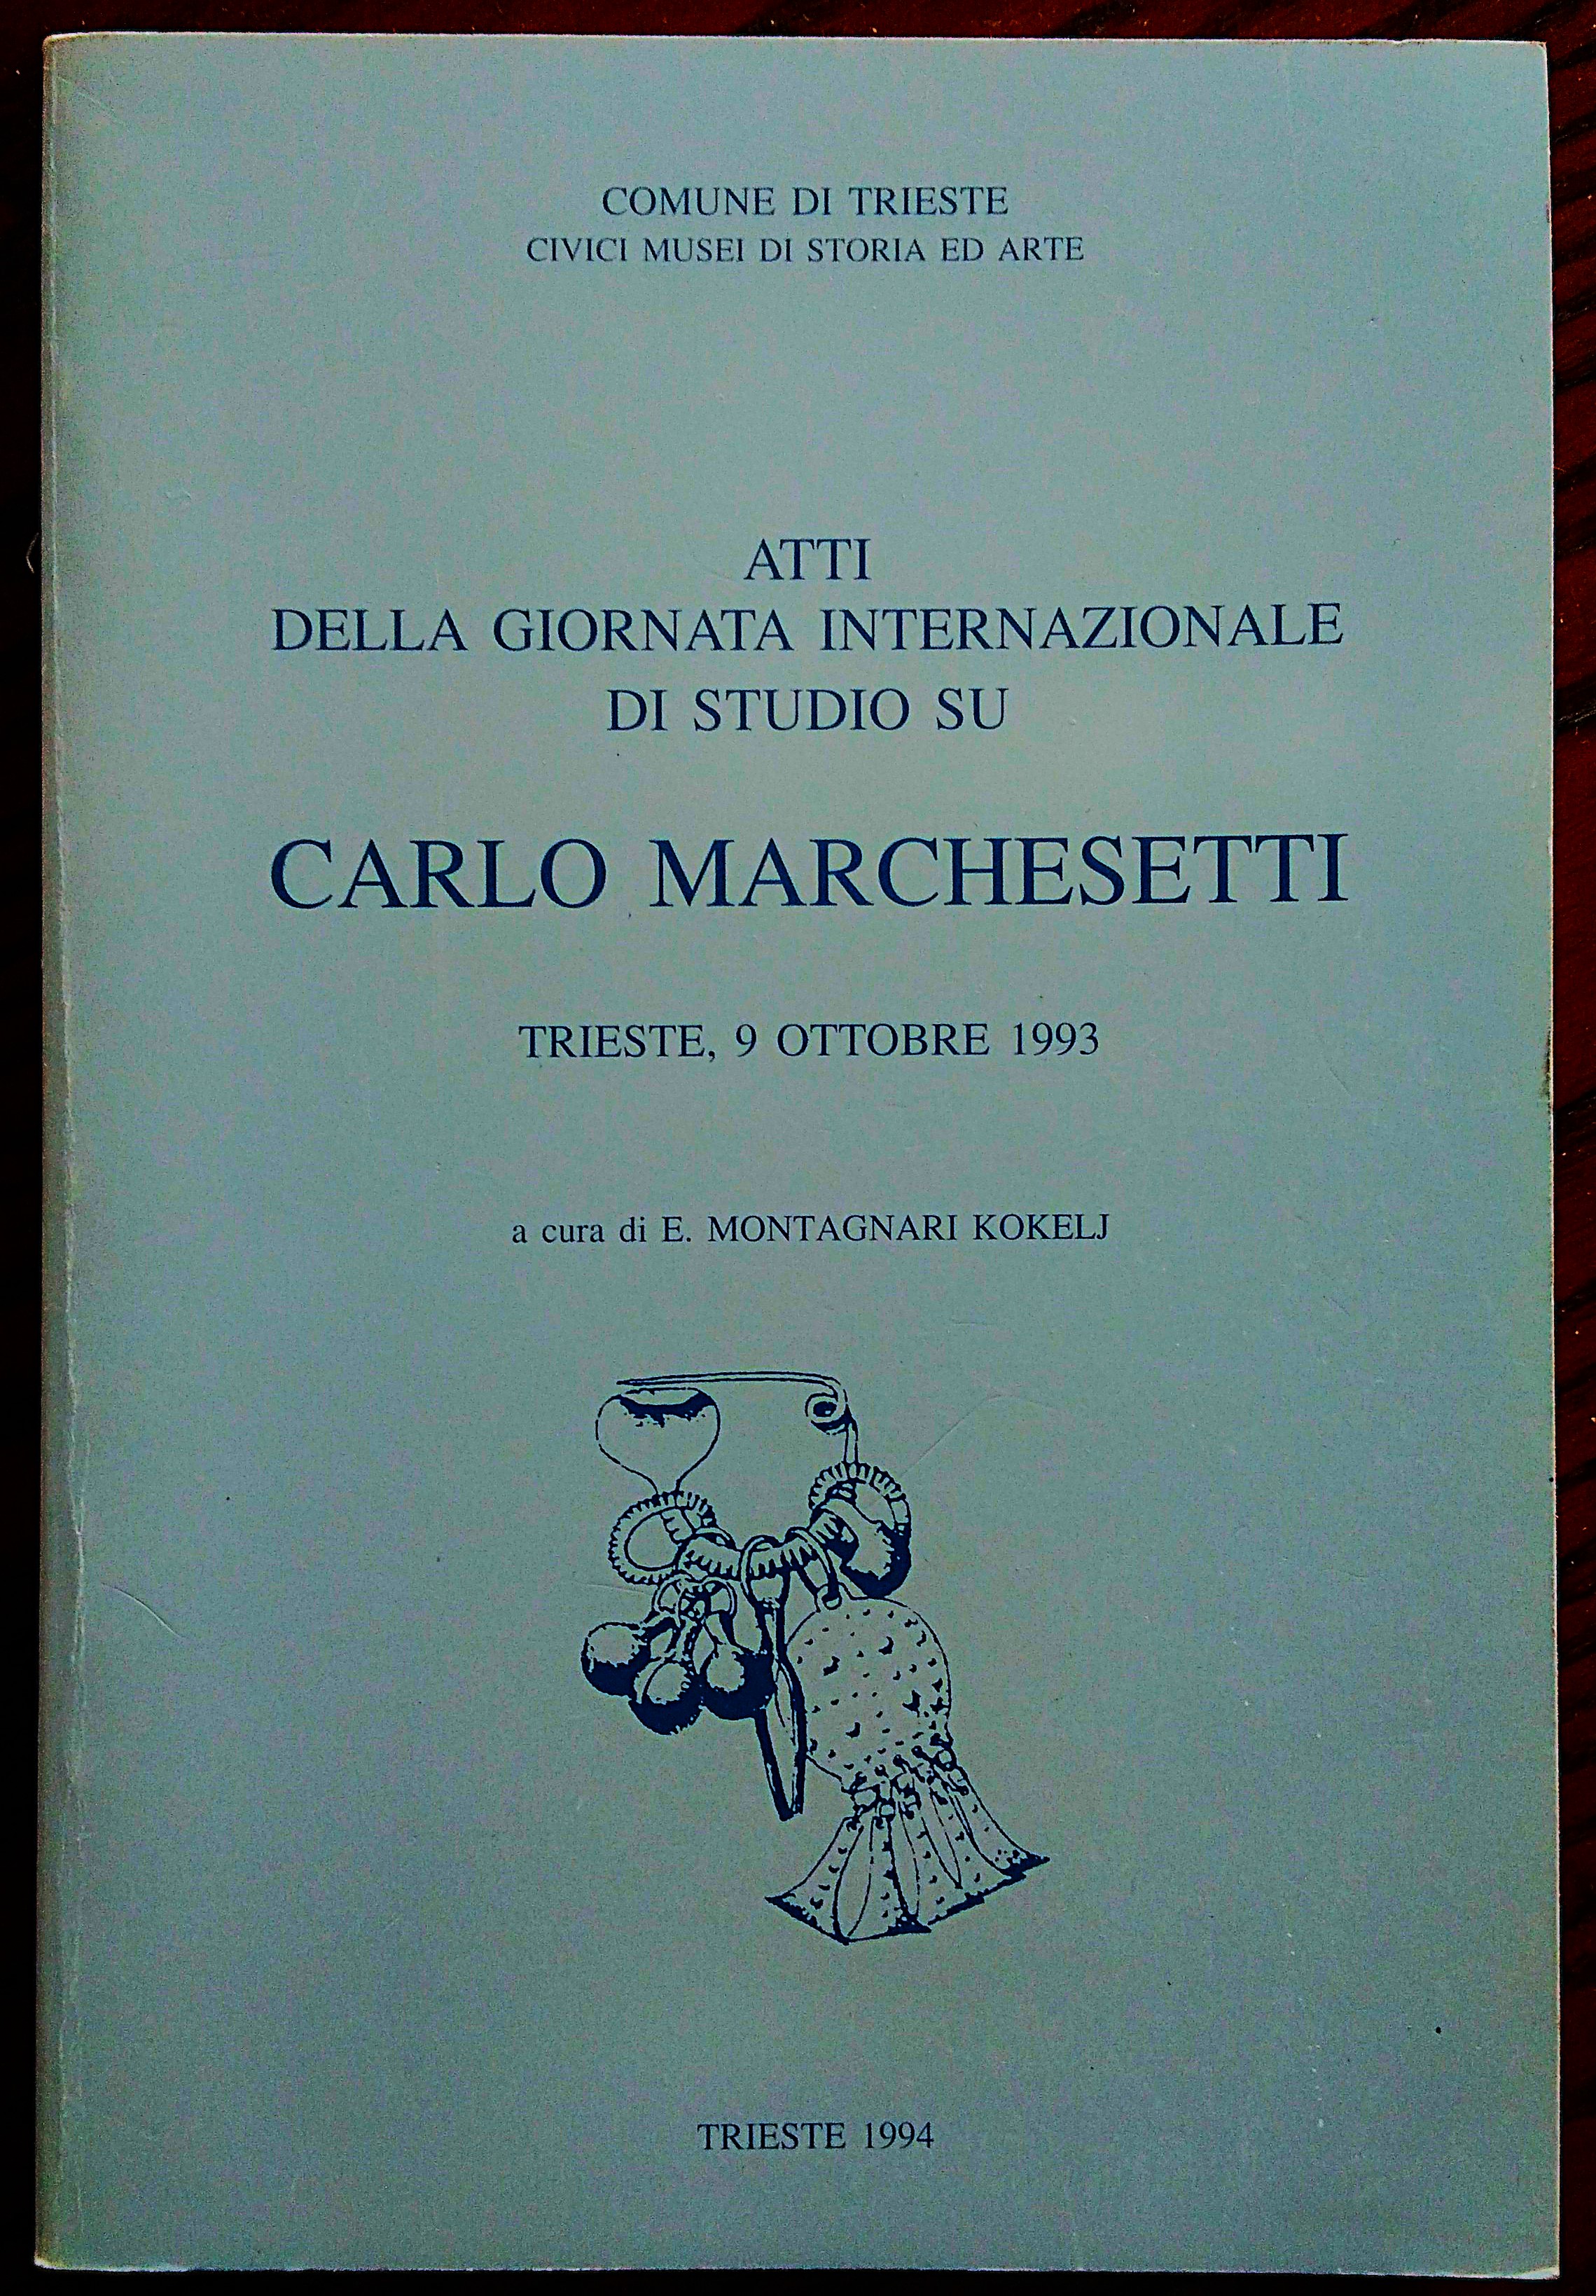 COMUNE DI TRIESTE
CIVICI MUSEI DI STORIA ED ARTE
ATTI
DELLA GIORNATA INTERNAZIONALE
DI STUDIO SU
CARLO MARCHESETTI
TRIESTE, 9 OTTOBRE 1993
a cura di E. MONTAGNARI KOKELJ
TRIESTE 1994